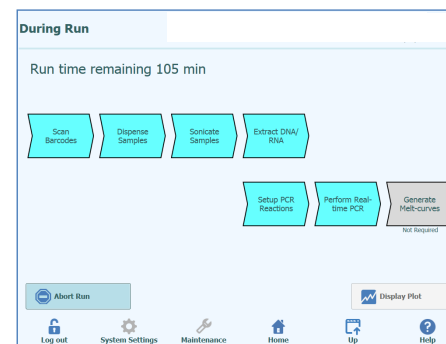 During Run
Run time remaining 105 min
Scan
Barcodes
Dispense
Samples
Sonicate
Samples
Extract DNA/
RNA
Setup PCR
Reactions
Perform Real-
time PCR
Generate
Melt-curves
Not Required
Abort Run
Display Plot
Log out
System Settings
Maintenance
Home
Up
Help